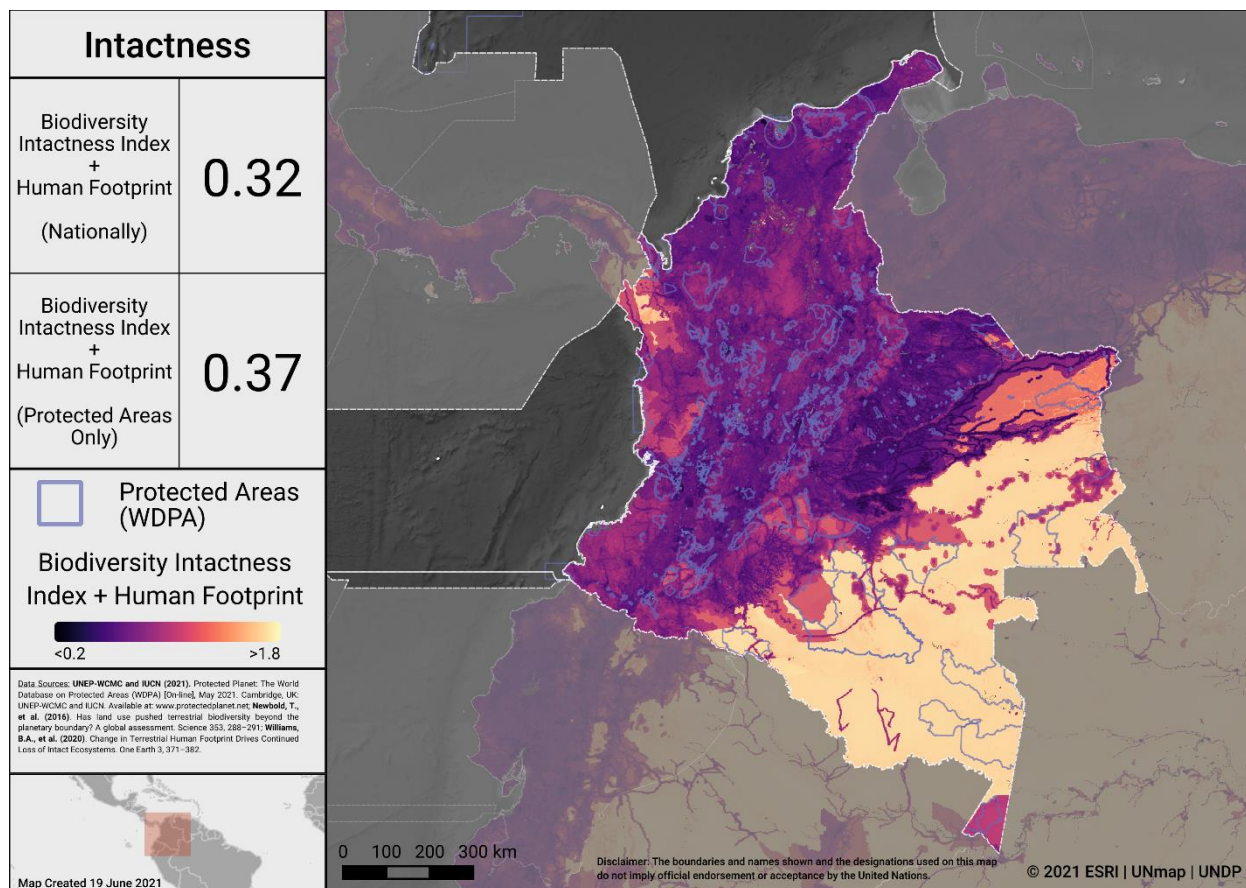 Intactness
Biodiversity
Intactness Index
+
Human Footprint
(Nationally)
0.32
Biodiversity
Intactness Index
+
Human Footprint
(Protected Areas
Only)
0.37
Protected Areas
(WDPA)
Biodiversity Intactness
Index + Human Footprint
<0.2
>1.8
Data Sources: UNEP-WCMC and IUCN (2021). Protected Planet: The World
Database on Protected Areas (WDPA) [On-line], May 2021. Cambridge, UK:
UNEP-WCMC and IUCN. Available at: www.protectedplanet.net; Newbold, T.,
et al. (2016). Has land use pushed terrestrial biodiversity beyond the
planetary boundary? A global assessment. Science 353, 288–291; Williams,
B.A., et al. (2020). Change in Terrestrial Human Footprint Drives Continued
Loss of Intact Ecosystems. One Earth 3, 371–382.
Map Created 19 June 2021
0 100 200 300 km
Disclaimer: The boundaries and names shown and the designations used on this map
do not imply official endorsement or acceptance by the United Nations.
© 2021 ESRI | UNmap | UNDP